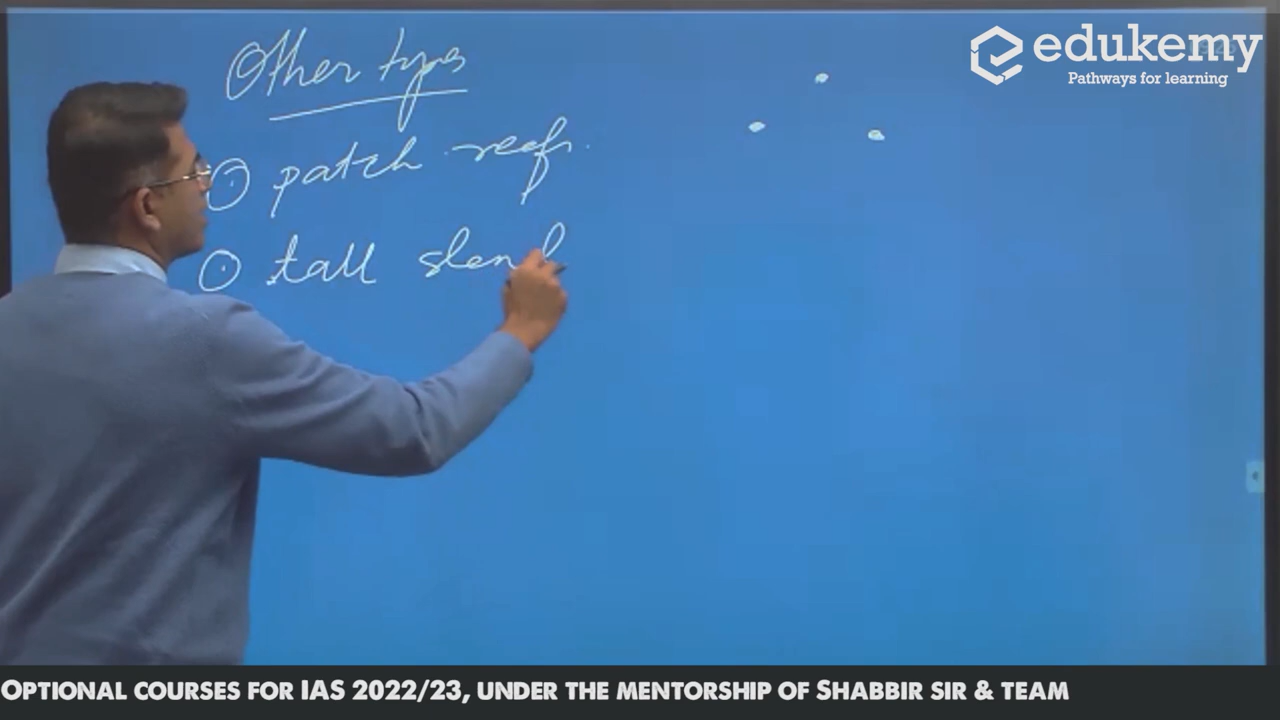 edukemy
Pathways for learning
Other types
patch reefs.
tall slend
OPTIONAL COURSES FOR IAS 2022/23, UNDER THE MENTORSHIP OF SHABBIR SIR & TEAM